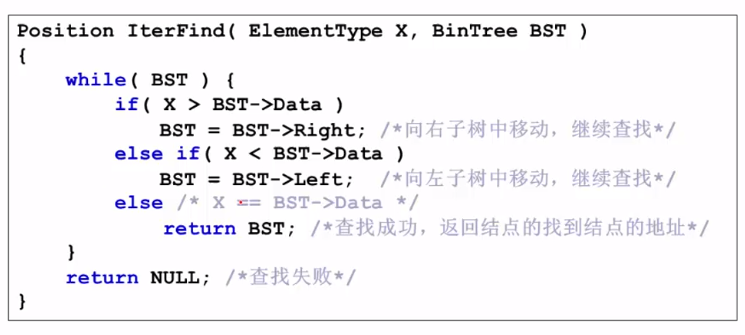 Position IterFind( ElementType X, BinTree BST )
{
    while( BST ) {
        if( X > BST->Data )
            BST = BST->Right; /*向右子树中移动，继续查找*/
        else if( X < BST->Data )
            BST = BST->Left;  /*向左子树中移动，继续查找*/
        else /* X == BST->Data */
            return BST; /*查找成功，返回结点的找到结点的地址*/
    }
    return NULL; /*查找失败*/
}